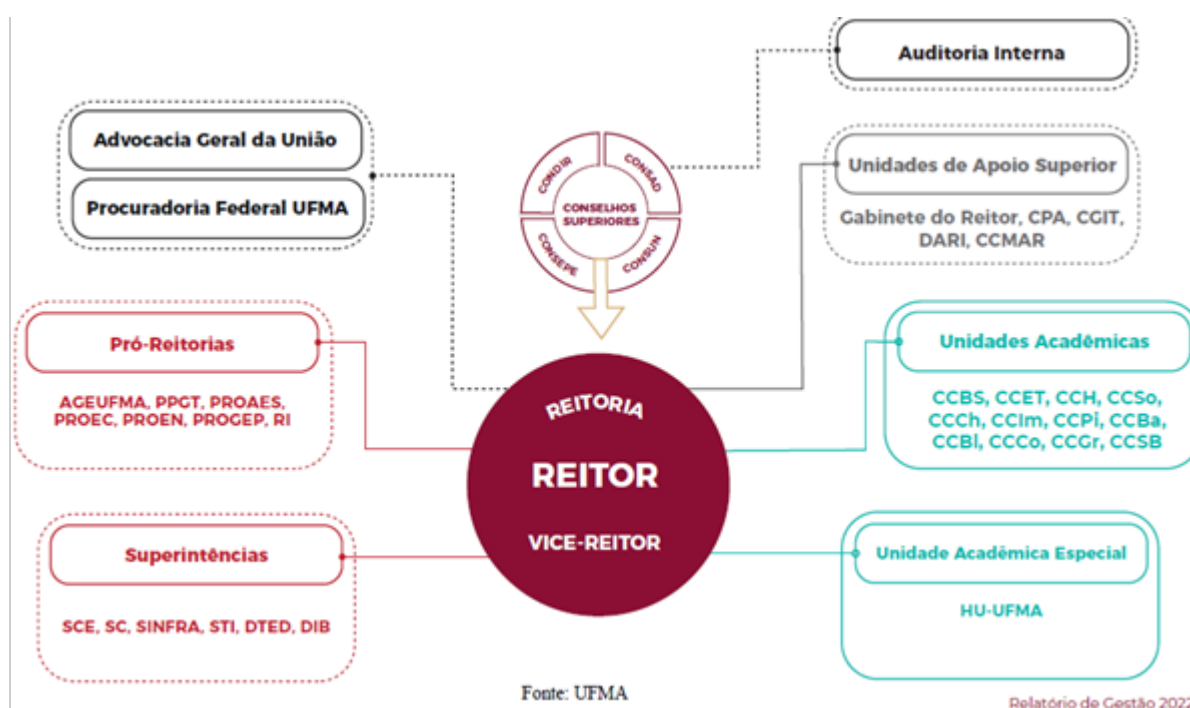 Auditoria Interna
Advocacia Geral da União
Procuradoria Federal UFMA
CONDIR
CONSAD
CONSELHOS
SUPERIORES
CONSEPE
CONSUN
Unidades de Apoio Superior
Gabinete do Reitor, CPA, CGIT,
DARI, CCMAR
Pró-Reitorias
AGEUFMA, PPGT, PROAES,
PROEC, PROEN, PROGEP, RI
Unidades Acadêmicas
CCBS, CCET, CCH, CCSo,
CCCh, CCIm, CCPi, CCBa,
CCBl, CCCo, CCGr, CCSB
REITORIA
REITOR
VICE-REITOR
Superintências
SCE, SC, SINFRA, STI, DTED, DIB
Unidade Acadêmica Especial
HU-UFMA
Fonte: UFMA
Relatório de Gestão 2022